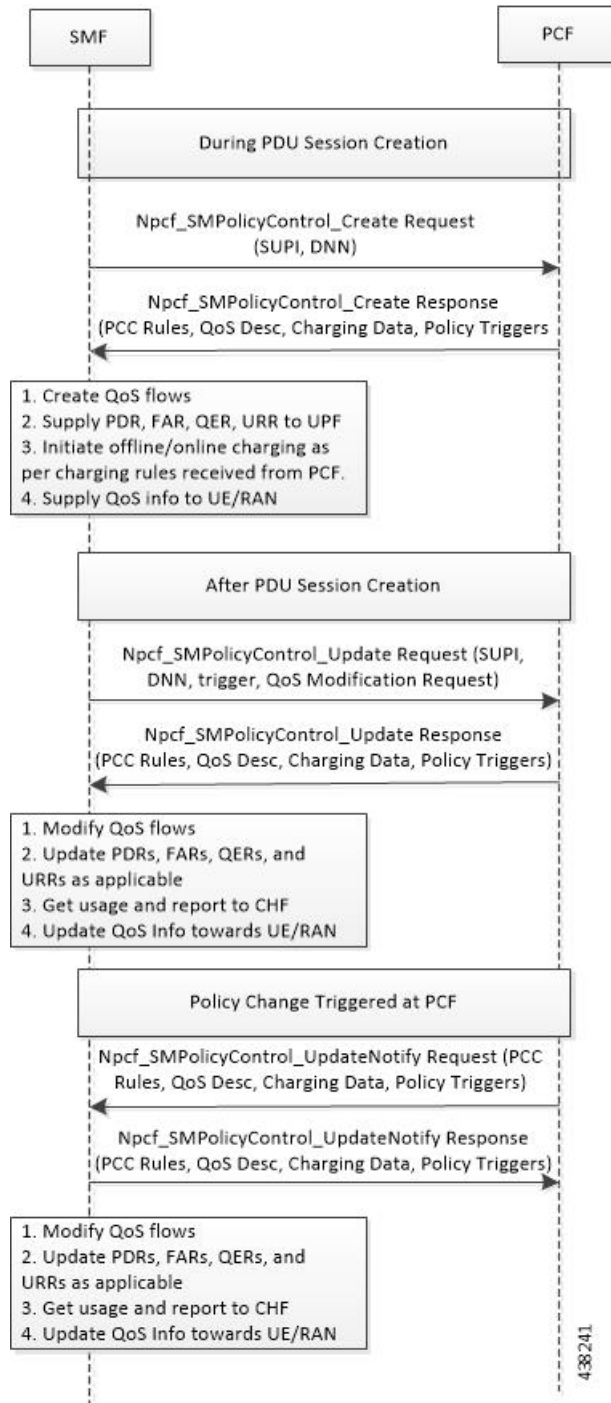 SMF
PCF
During PDU Session Creation
Npcf_SMPolicyControl_Create Request
(SUPI, DNN)
Npcf_SMPolicyControl_Create Response
(PCC Rules, QoS Desc, Charging Data, Policy Triggers
1. Create QoS flows
2. Supply PDR, FAR, QER, URR to UPF
3. Initiate offline/online charging as
per charging rules received from PCF.
4. Supply QoS info to UE/RAN
After PDU Session Creation
Npcf_SMPolicyControl_Update Request (SUPI,
DNN, trigger, QoS Modification Request)
Npcf_SMPolicyControl_Update Response
(PCC Rules, QoS Desc, Charging Data, Policy Triggers)
1. Modify QoS flows
2. Update PDRs, FARs, QERs, and
URRs as applicable
3. Get usage and report to CHF
4. Update QoS Info towards UE/RAN
Policy Change Triggered at PCF
Npcf_SMPolicyControl_UpdateNotify Request (PCC
Rules, QoS Desc, Charging Data, Policy Triggers)
Npcf_SMPolicyControl_UpdateNotify Response
(PCC Rules, QoS Desc, Charging Data, Policy Triggers)
1. Modify QoS flows
2. Update PDRs, FARs, QERs, and
URRs as applicable
3. Get usage and report to CHF
4. Update QoS Info towards UE/RAN
438241